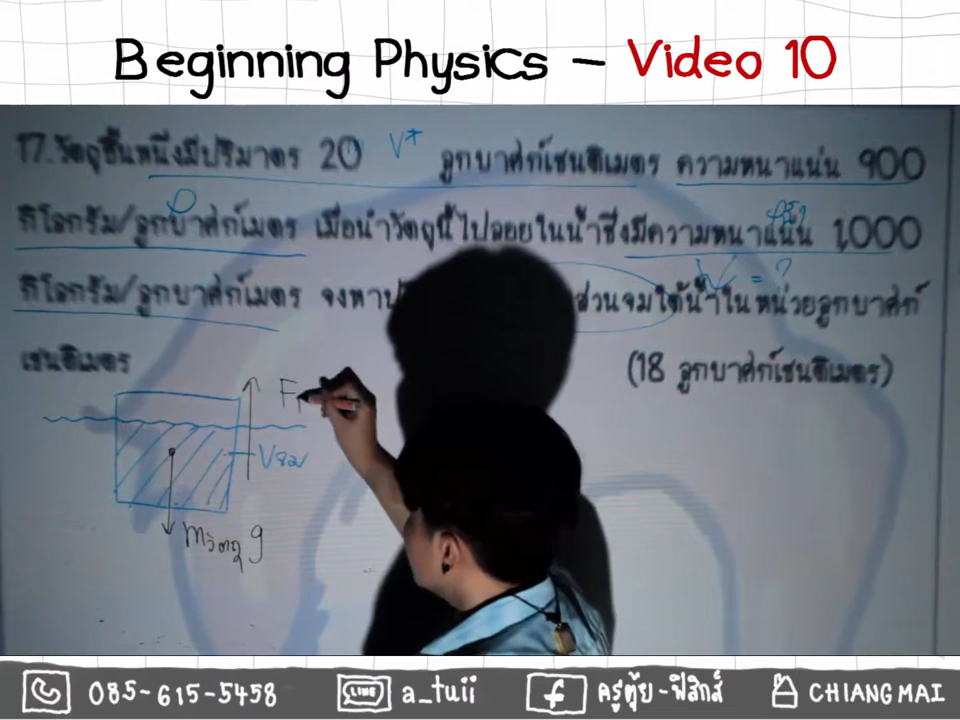 Beginning Physics – Video 10
17.วัตถุชิ้นหนึ่งมีปริมาตร 20 V* ลูกบาศก์เซนติเมตร ความหนาแน่น 900
กิโลกรัม/ลูกบาศก์เมตร เมื่อนำวัตถุนี้ไปลอยในน้ำซึ่งมีความหนาแน่น 1,000
กิโลกรัม/ลูกบาศก์เมตร จงหา ส่วนจมใต้น้ำในหน่วยลูกบาศก์
= ?
เซนติเมตร (18 ลูกบาศก์เซนติเมตร)
F
Vจม
mวัตถุ g
085-615-5458 LINE a_tuii f ครูตุ้ย-ฟิสิกส์ CHIANG MAI